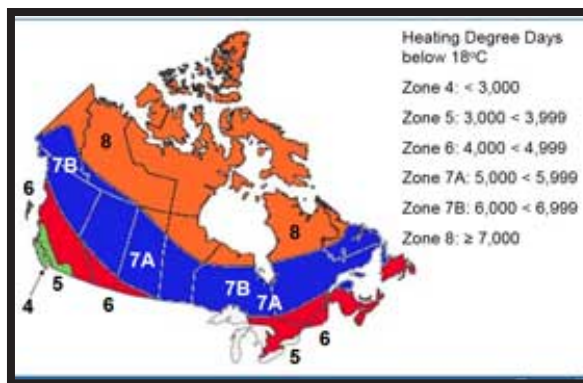 Heating Degree Days
below 18°C
Zone 4: < 3,000
Zone 5: 3,000 < 3,999
Zone 6: 4,000 < 4,999
Zone 7A: 5,000 < 5,999
Zone 7B: 6,000 < 6,999
Zone 8: ≥ 7,000
8
7B
6
8
7A
7B
7A
4
5
6
5
6